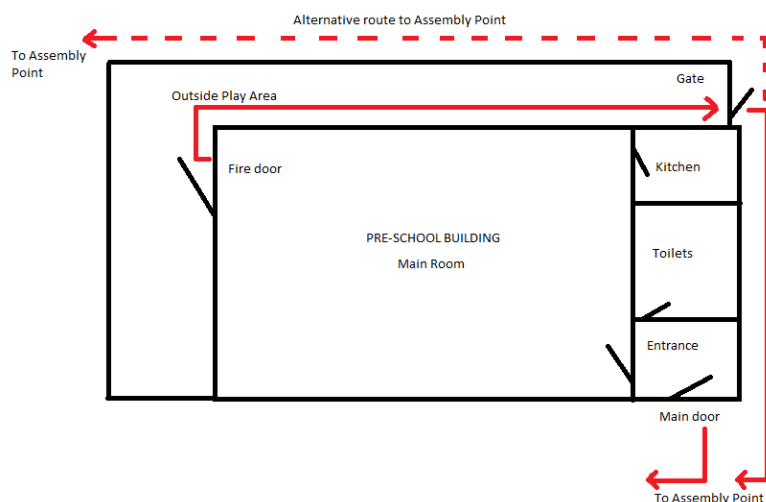 Alternative route to Assembly Point
To Assembly
Point
Gate
Outside Play Area
Fire door
Kitchen
PRE-SCHOOL BUILDING
Main Room
Toilets
Entrance
Main door
To Assembly Point